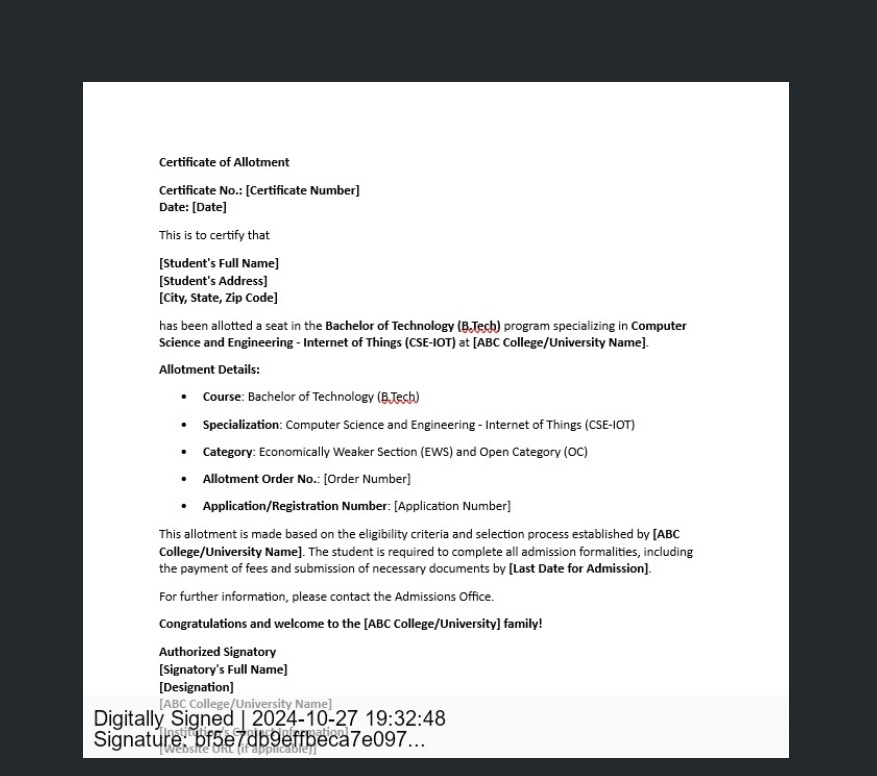 Certificate of Allotment
Certificate No.: [Certificate Number]
Date: [Date]
This is to certify that
[Student's Full Name]
[Student's Address]
[City, State, Zip Code]
has been allotted a seat in the Bachelor of Technology (B.Tech) program specializing in Computer
Science and Engineering - Internet of Things (CSE-IOT) at [ABC College/University Name].
Allotment Details:
• Course: Bachelor of Technology (B.Tech)
• Specialization: Computer Science and Engineering - Internet of Things (CSE-IOT)
• Category: Economically Weaker Section (EWS) and Open Category (OC)
• Allotment Order No.: [Order Number]
• Application/Registration Number: [Application Number]
This allotment is made based on the eligibility criteria and selection process established by [ABC
College/University Name]. The student is required to complete all admission formalities, including
the payment of fees and submission of necessary documents by [Last Date for Admission].
For further information, please contact the Admissions Office.
Congratulations and welcome to the [ABC College/University] family!
Authorized Signatory
[Signatory's Full Name]
[Designation]
[ABC College/University Name]
Digitally Signed | 2024-10-27 19:32:48
[Institution's Contact Information]
Signature: bf5e7db9effbeca7e097...
[Website URL (if applicable)]